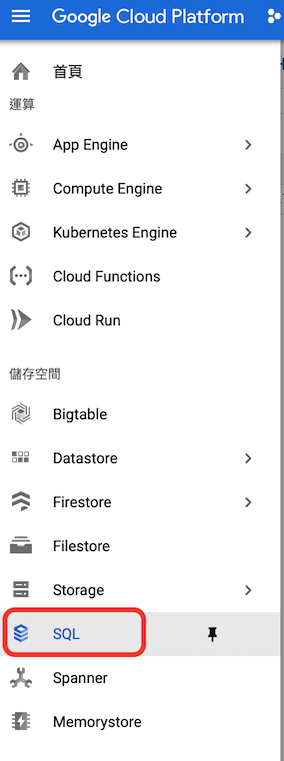 Google Cloud Platform
首頁
運算
App Engine
Compute Engine
Kubernetes Engine
Cloud Functions
Cloud Run
儲存空間
Bigtable
Datastore
Firestore
Filestore
Storage
SQL
Spanner
Memorystore